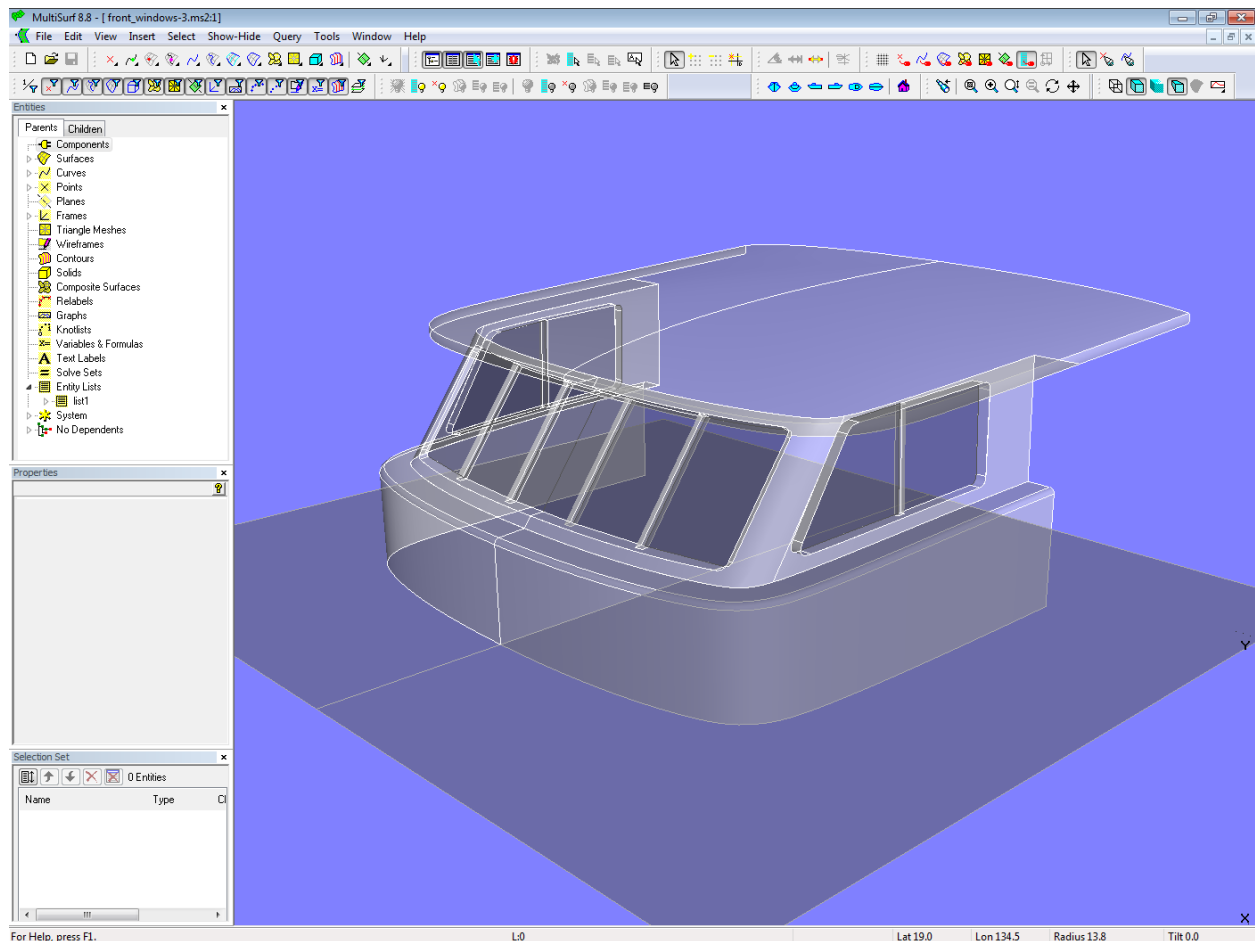 MultiSurf 8.8 - [ front_windows-3.ms2:1]
File Edit View Insert Select Show-Hide Query Tools Window Help
Entities
Parents Children
Components
Surfaces
Curves
Points
Planes
Frames
Triangle Meshes
Wireframes
Contours
Solids
Composite Surfaces
Relabels
Graphs
Knotlists
Variables & Formulas
Text Labels
Solve Sets
Entity Lists
list1
System
No Dependents
Properties
Selection Set
0 Entities
Name Type Cl
Y
X
For Help, press F1. L:0 Lat 19.0 Lon 134.5 Radius 13.8 Tilt 0.0